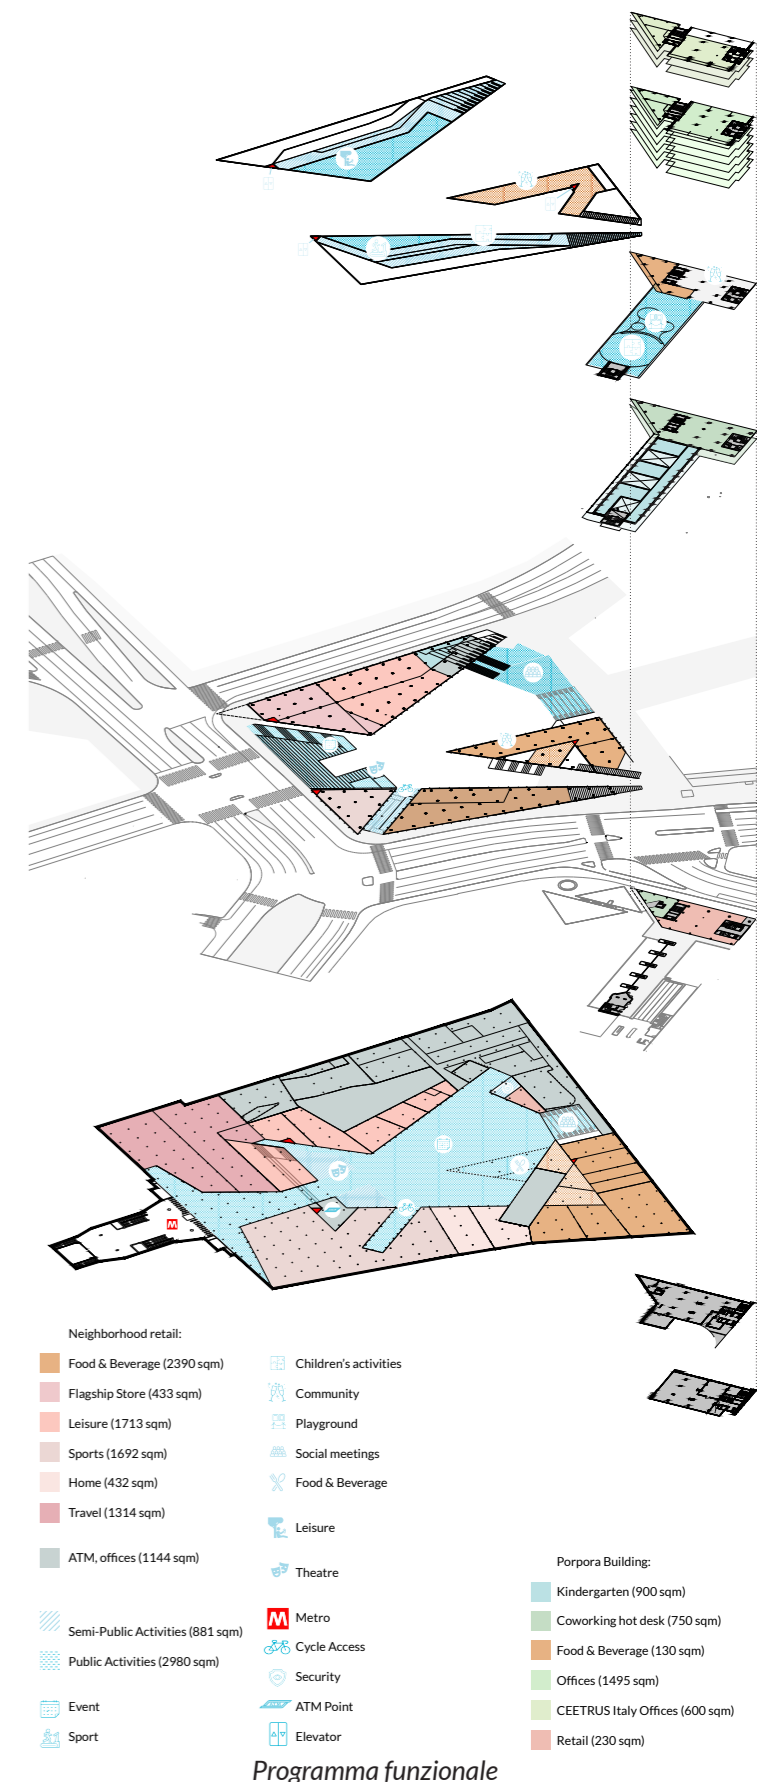 M
Neighborhood retail:
Food & Beverage (2390 sqm)
Flagship Store (433 sqm)
Leisure (1713 sqm)
Sports (1692 sqm)
Home (432 sqm)
Travel (1314 sqm)
ATM, offices (1144 sqm)
Semi-Public Activities (881 sqm)
Public Activities (2980 sqm)
Event
Sport
Children's activities
Community
Playground
Social meetings
Food & Beverage
Leisure
Theatre
M Metro
Cycle Access
Security
ATM Point
Elevator
Porpora Building:
Kindergarten (900 sqm)
Coworking hot desk (750 sqm)
Food & Beverage (130 sqm)
Offices (1495 sqm)
CEETRUS Italy Offices (600 sqm)
Retail (230 sqm)
Programma funzionale